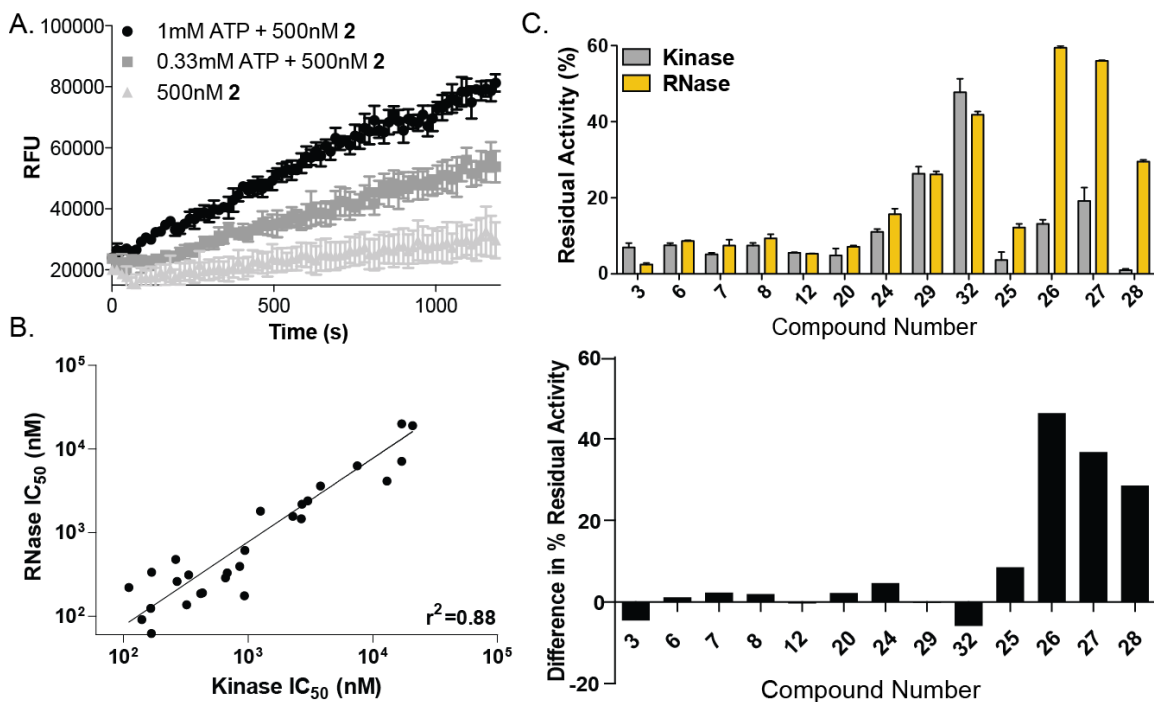 A.
1mM ATP + 500nM 2
0.33mM ATP + 500nM 2
500nM 2
100000
80000
60000
40000
20000
RFU
0
500
1000
Time (s)
B.
10^5
10^4
10^3
10^2
RNase IC50 (nM)
r²=0.88
10^2
10^3
10^4
10^5
Kinase IC50 (nM)
C.
Kinase
RNase
60
40
20
0
Residual Activity (%)
3 6 7 8 12 20 24 29 32 25 26 27 28
Compound Number
60
40
20
0
-20
Difference in % Residual Activity
3 6 7 8 12 20 24 29 32 25 26 27 28
Compound Number